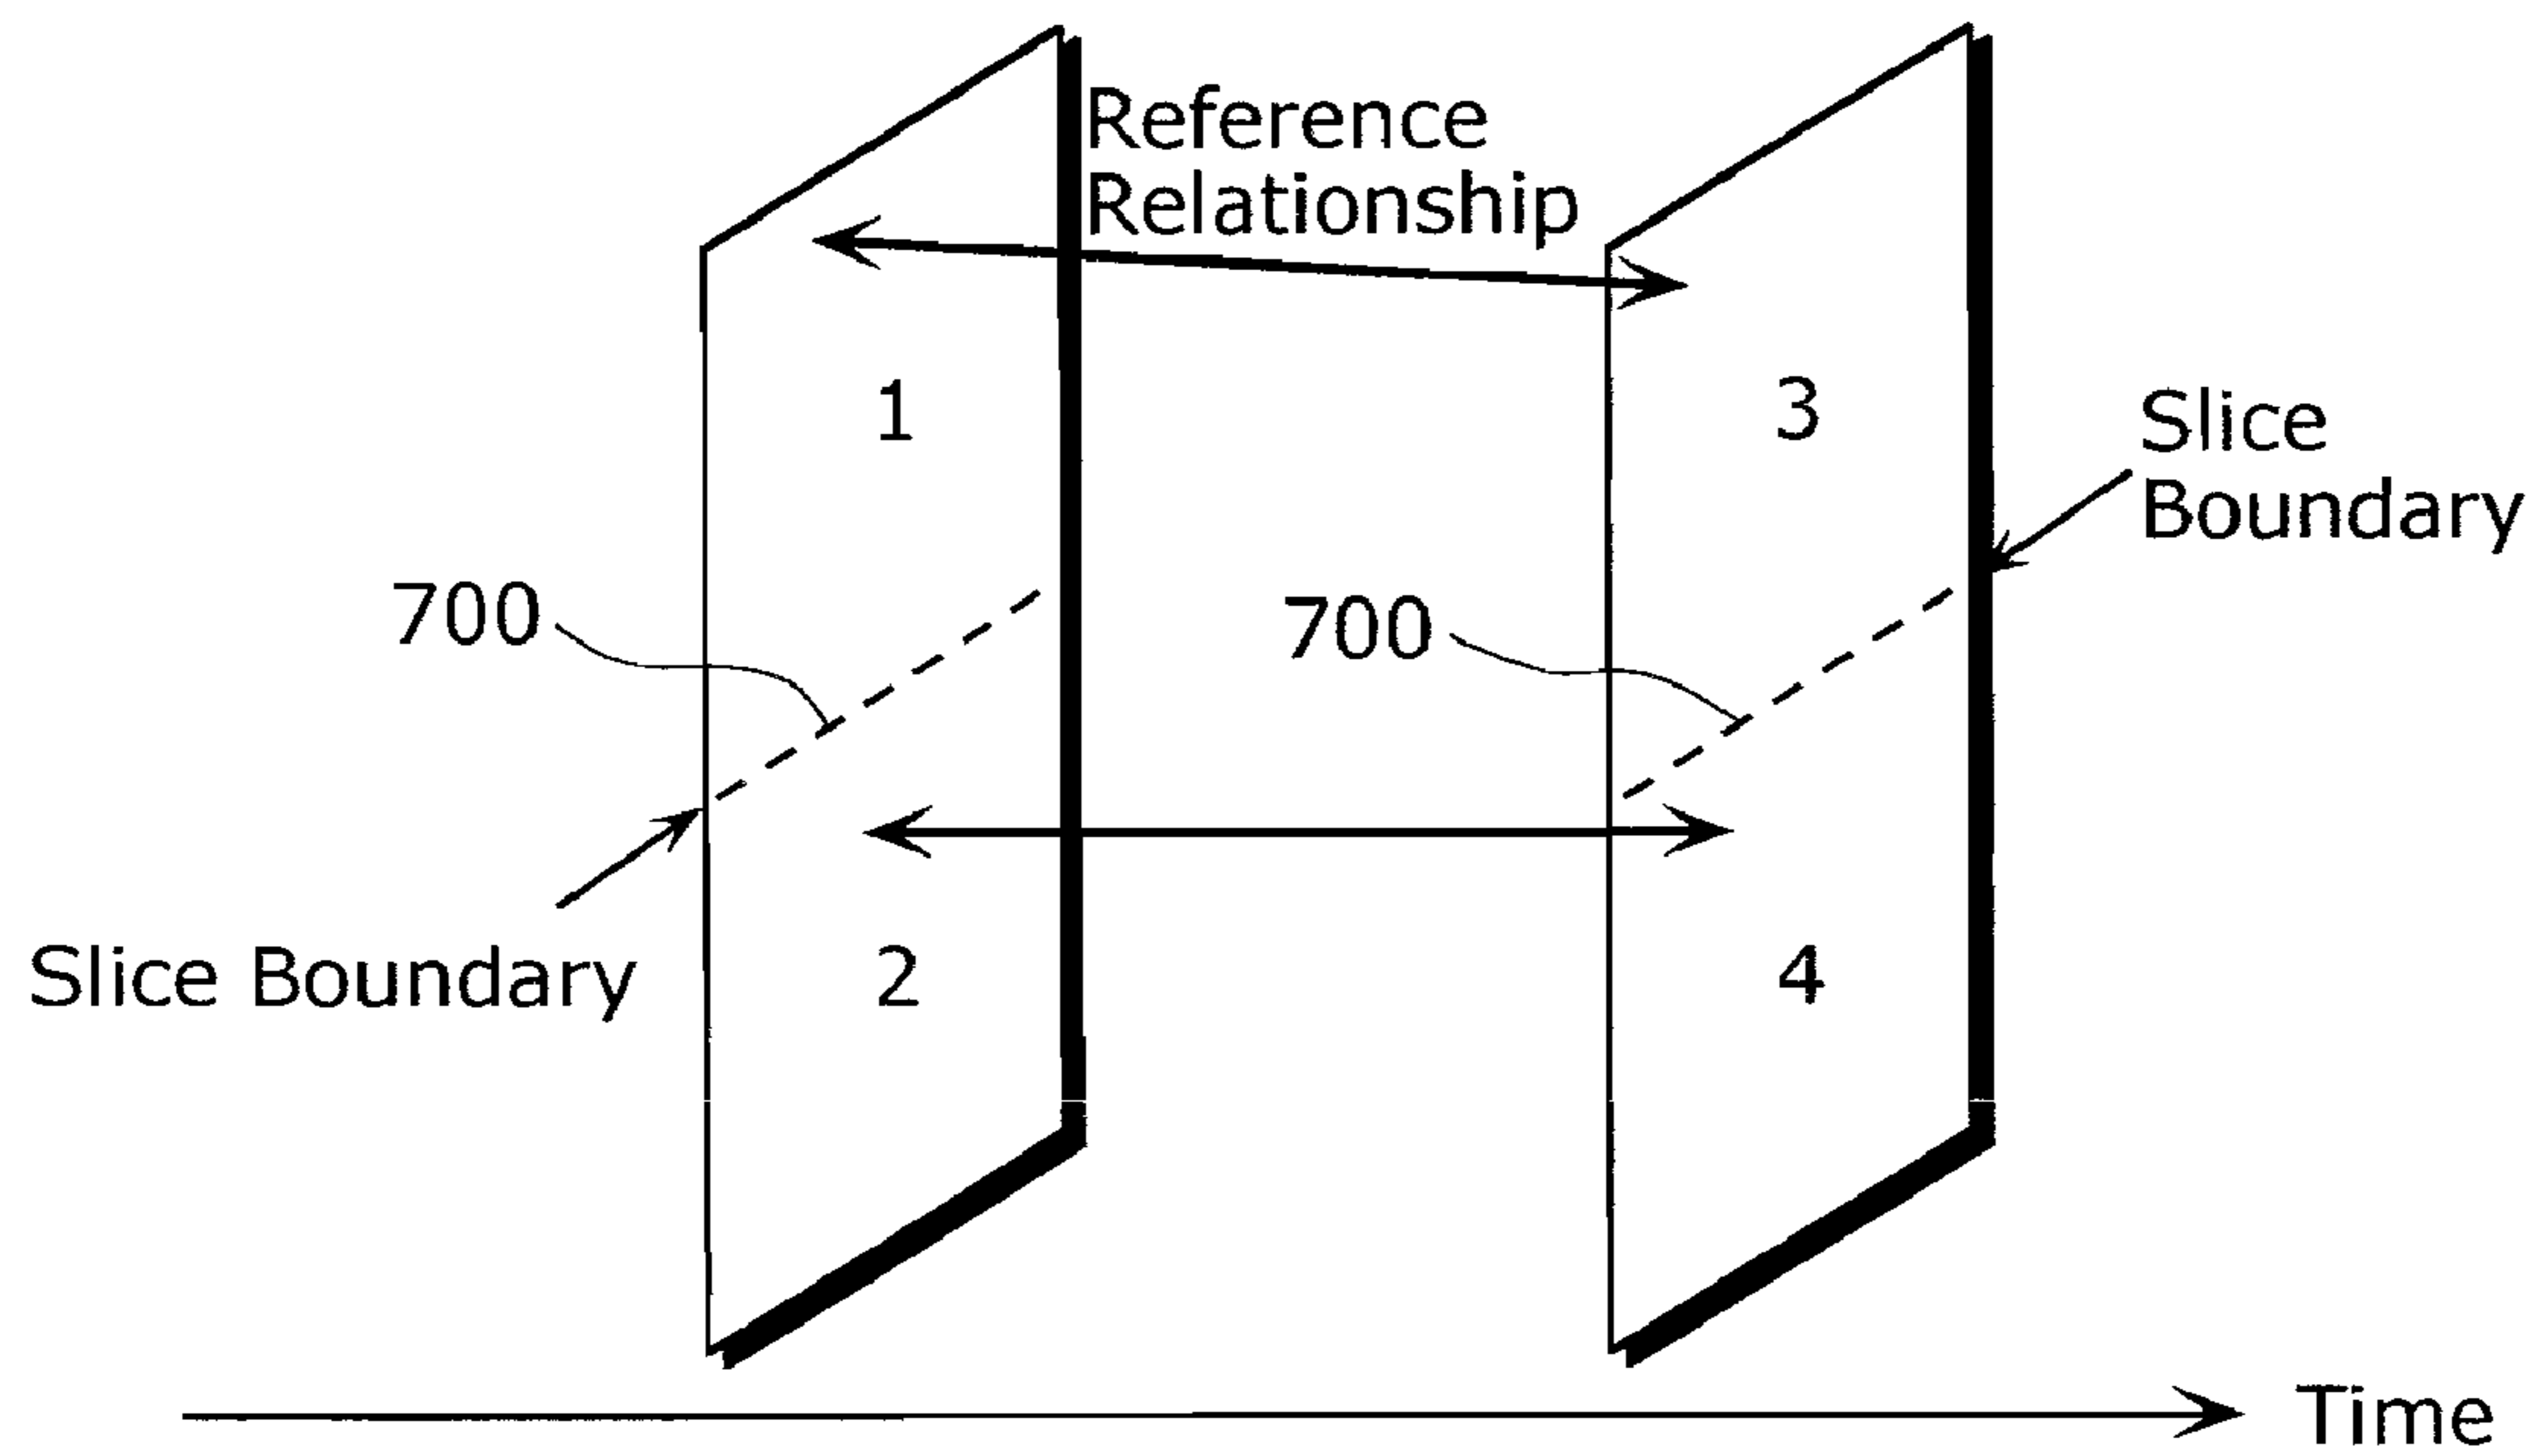 Reference
Relationship
1
3
Slice
Boundary
700
700
Slice Boundary
2
4
Time